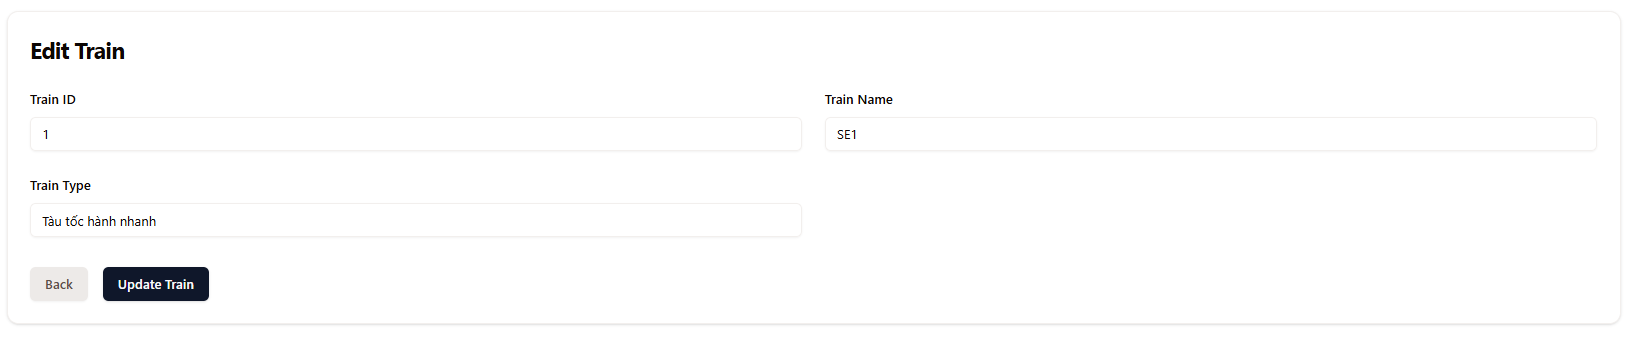 Edit Train
Train ID
Train Name
1
SE1
Train Type
Tàu tốc hành nhanh
Back
Update Train